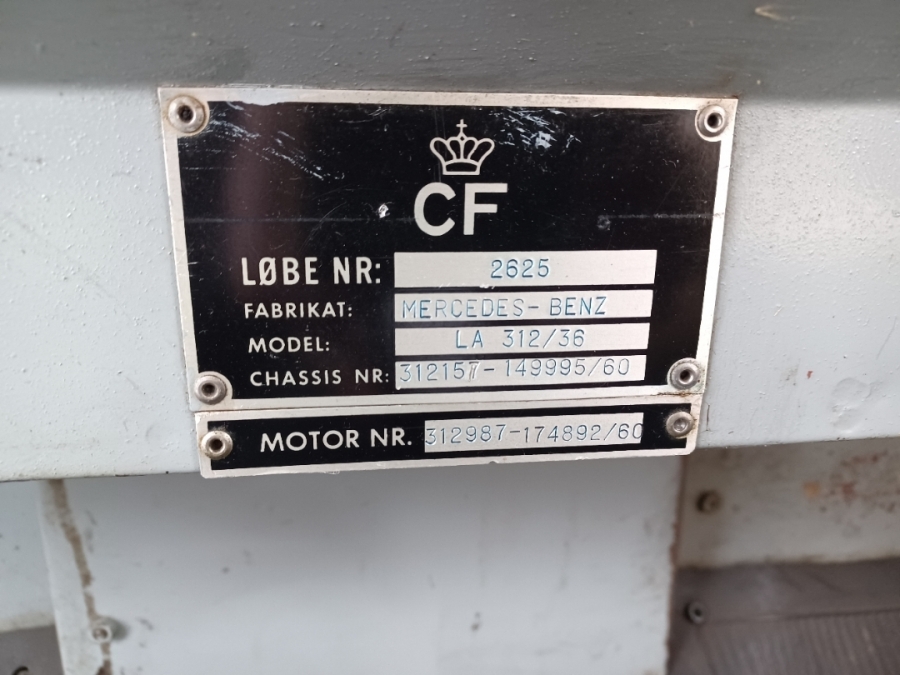 CF
LØBE NR: 2625
FABRIKAT: MERCEDES-BENZ
MODEL: LA 312/36
CHASSIS NR: 312157-149995/60
MOTOR NR. 312987-174892/60